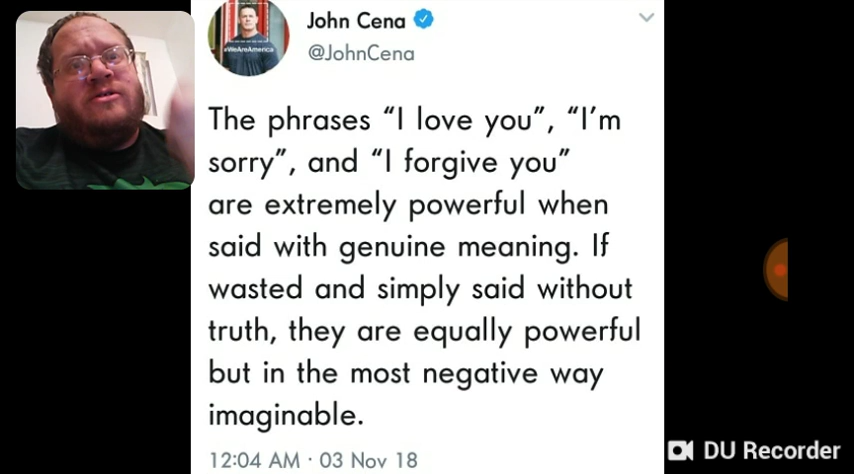 John Cena
#WeAreAmerica
@JohnCena
The phrases “I love you”, “I’m
sorry”, and “I forgive you”
are extremely powerful when
said with genuine meaning. If
wasted and simply said without
truth, they are equally powerful
but in the most negative way
imaginable.
12:04 AM · 03 Nov 18
DU Recorder